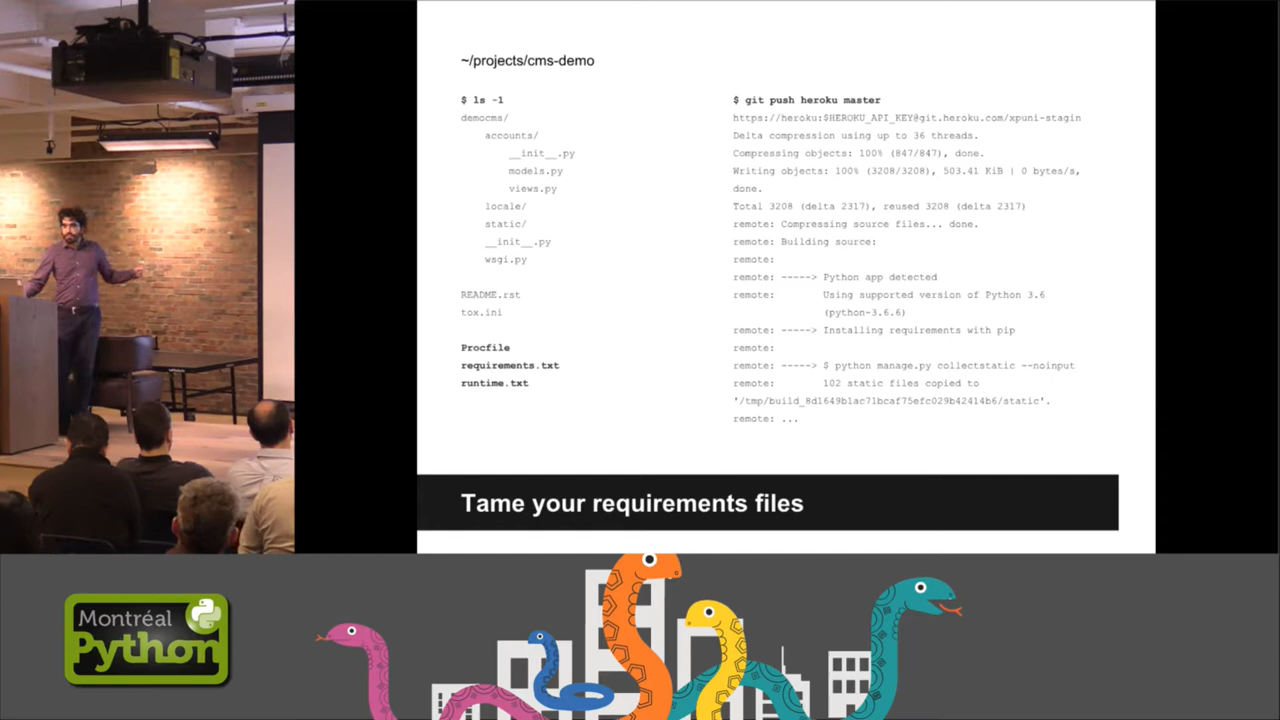 ~/projects/cms-demo
$ ls -1
democms/
accounts/
__init__.py
models.py
views.py
locale/
static/
__init__.py
wsgi.py
README.rst
tox.ini
Procfile
requirements.txt
runtime.txt
$ git push heroku master
https://heroku:$HEROKU_API_KEY@git.heroku.com/xpuni-stagin
Delta compression using up to 36 threads.
Compressing objects: 100% (847/847), done.
Writing objects: 100% (3208/3208), 503.41 KiB | 0 bytes/s,
done.
Total 3208 (delta 2317), reused 3208 (delta 2317)
remote: Compressing source files... done.
remote: Building source:
remote:
remote: -----> Python app detected
remote: Using supported version of Python 3.6
(python-3.6.6)
remote: -----> Installing requirements with pip
remote:
remote: -----> $ python manage.py collectstatic --noinput
remote: 102 static files copied to
'/tmp/build_8d1649b1ac71bcaf75efc029b42414b6/static'.
remote: ...
Tame your requirements files
Montréal
Python